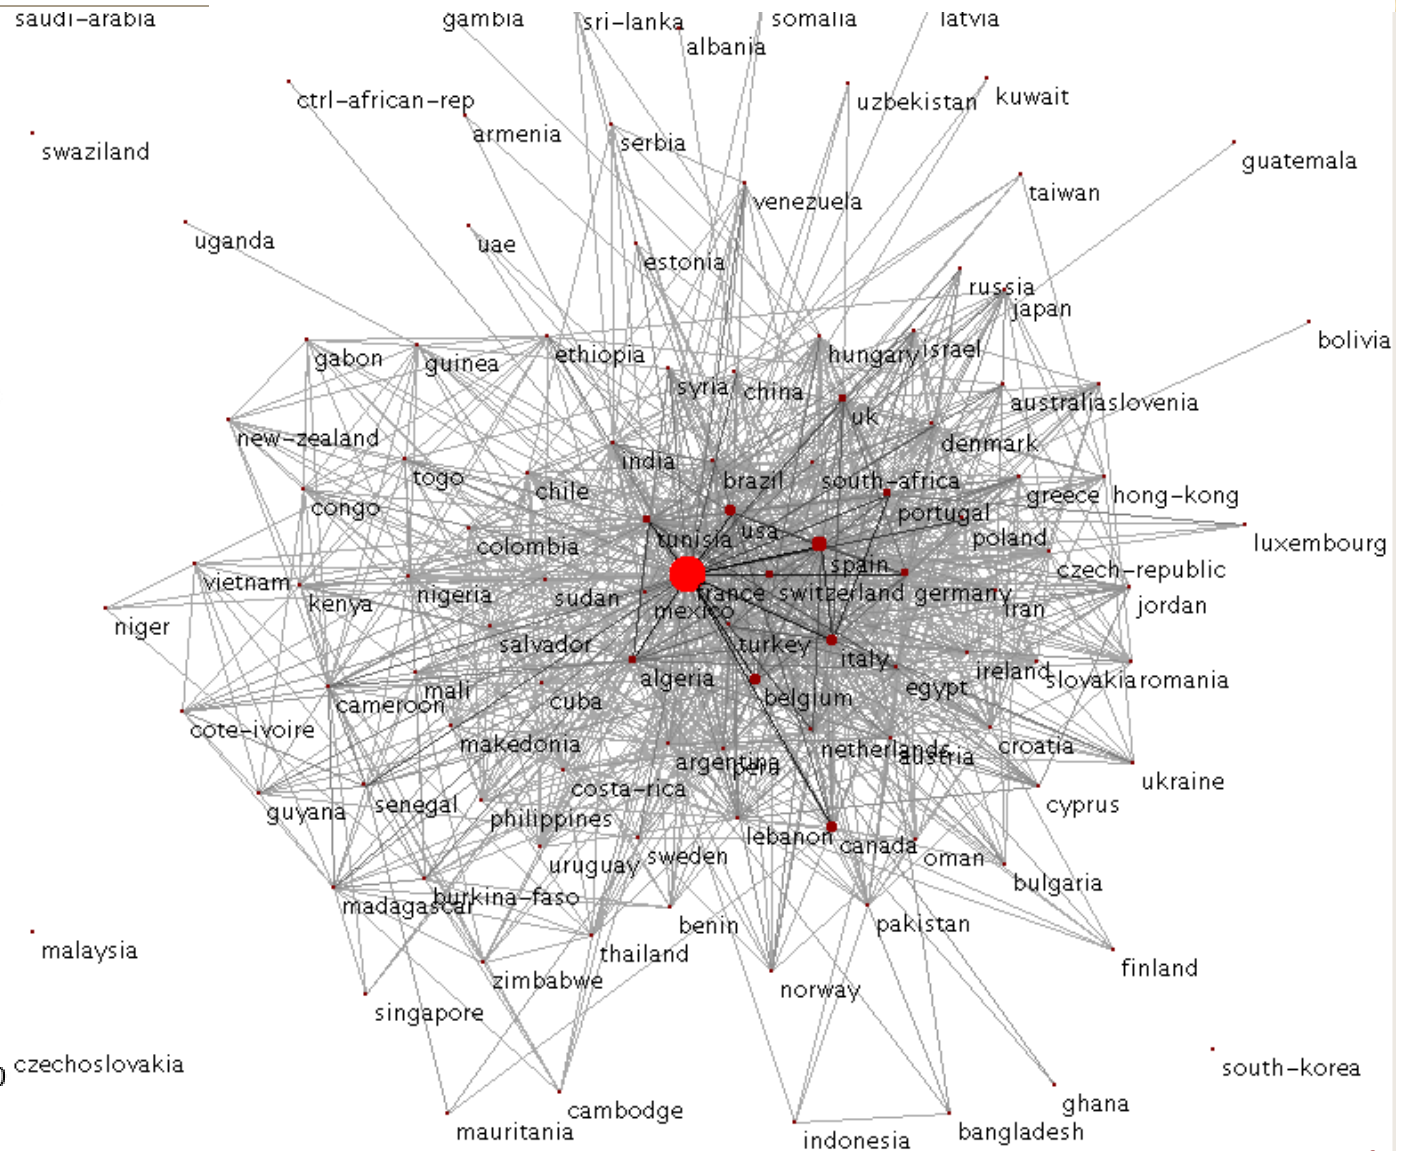 saudi-arabia
gambia
sri-lanka
somalia
latvia
albania
ctrl-african-rep
uzbekistan
kuwait
armenia
serbia
swaziland
guatemala
taiwan
venezuela
uganda
uae
estonia
russia
japan
bolivia
gabon
guinea
ethiopia
hungary
israel
syria
china
australia
slovenia
uk
new-zealand
denmark
india
togo
chile
brazil
south-africa
greece
hong-kong
congo
portugal
usa
tunisia
poland
colombia
luxembourg
spain
czech-republic
vietnam
kenya
nigeria
sudan
france
switzerland
germany
iran
jordan
mexico
niger
salvador
turkey
italy
ireland
algeria
slovakia
romania
mali
egypt
cameroon
cuba
belgium
cote-ivoire
makedonia
netherlands
croatia
austria
argentina
peru
ukraine
costa-rica
guyana
senegal
cyprus
philippines
lebanon
canada
uruguay
sweden
oman
bulgaria
burkina-faso
madagascar
benin
pakistan
malaysia
thailand
finland
zimbabwe
norway
singapore
czechoslovakia
south-korea
cambodge
ghana
mauritania
indonesia
bangladesh